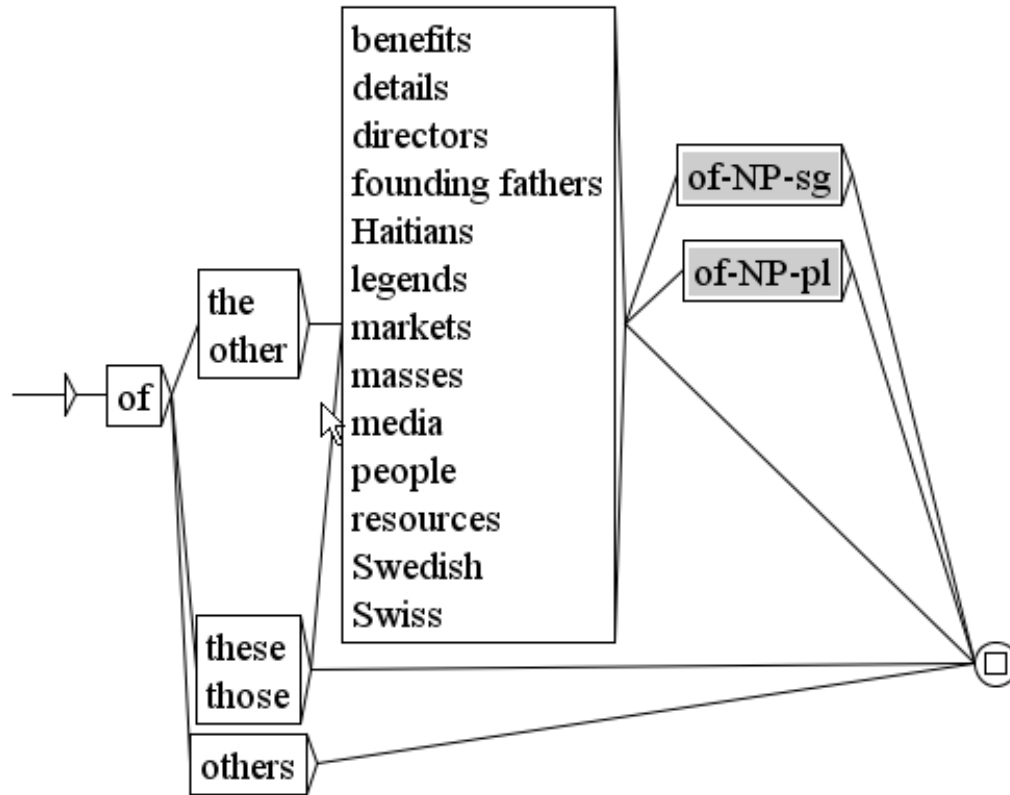 of
the
other
these
those
others
benefits
details
directors
founding fathers
Haitians
legends
markets
masses
media
people
resources
Swedish
Swiss
of-NP-sg
of-NP-pl